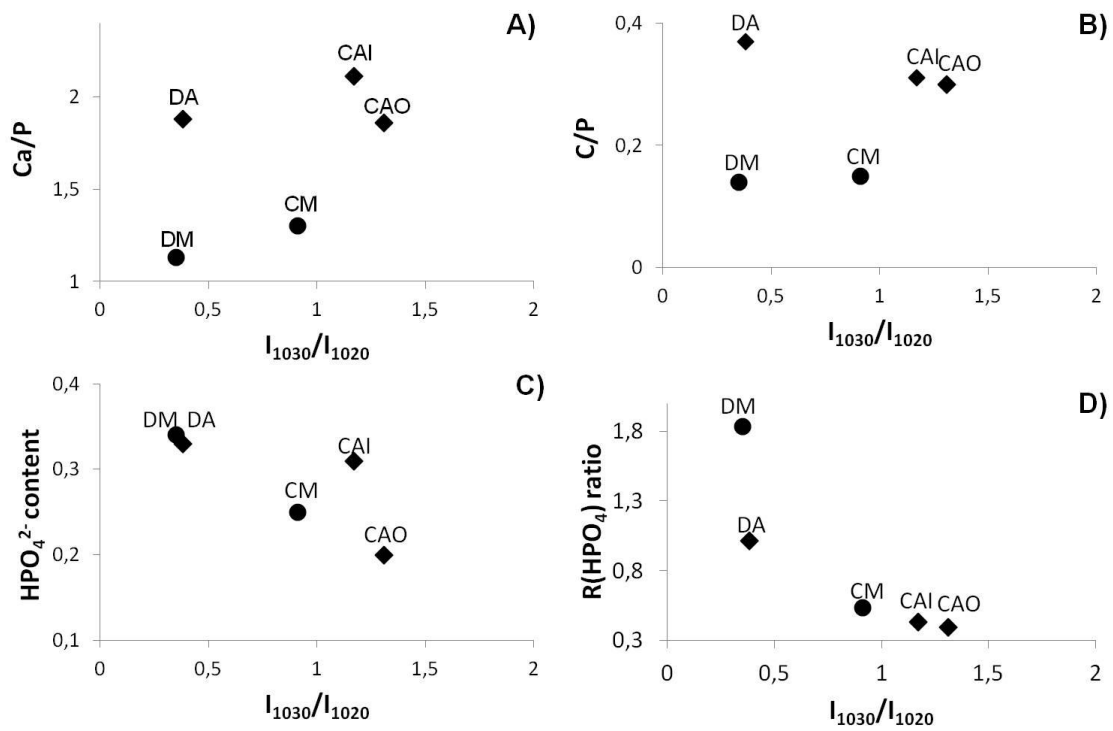 A)
Ca/P
2
1,5
1
DA
CAI
CAO
CM
DM
0
0,5
1
1,5
2
I1030/I1020
B)
C/P
0,4
0,2
0
DA
CAI
CAO
DM
CM
0
0,5
1
1,5
2
I1030/I1020
C)
HPO4 2- content
0,4
0,3
0,2
0,1
DM DA
CAI
CM
CAO
0
0,5
1
1,5
2
I1030/I1020
D)
R(HPO4) ratio
1,8
1,3
0,8
0,3
DM
DA
CM
CAI
CAO
0
0,5
1
1,5
2
I1030/I1020